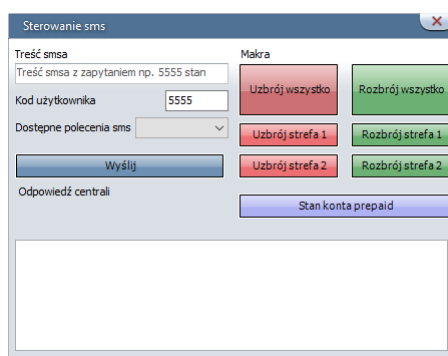 Sterowanie sms
Treść smsa
Treść smsa z zapytaniem np. 5555 stan
Kod użytkownika
5555
Dostępne polecenia sms
Wyślij
Odpowiedź centrali
Makra
Uzbrój wszystko
Rozbrój wszystko
Uzbrój strefa 1
Rozbrój strefa 1
Uzbrój strefa 2
Rozbrój strefa 2
Stan konta prepaid